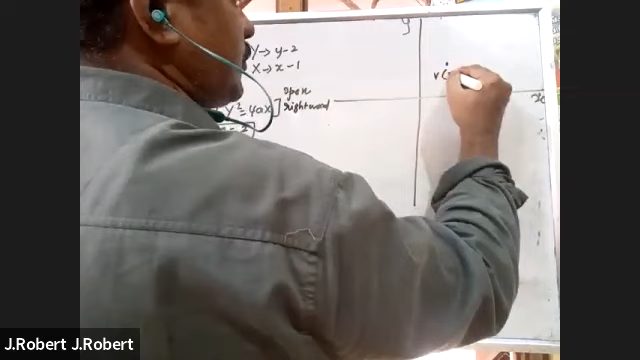 y
Y → y-2
X → x-1
Y² = 4ax ] open rightward
x
J.Robert J.Robert